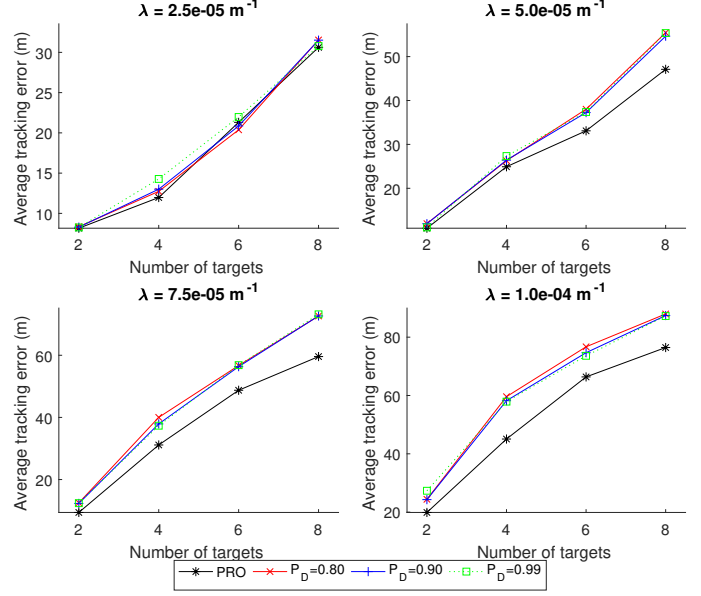 λ = 2.5e-05 m-1
Average tracking error (m)
30
25
20
15
10
2 4 6 8
Number of targets
λ = 5.0e-05 m-1
Average tracking error (m)
50
40
30
20
2 4 6 8
Number of targets
λ = 7.5e-05 m-1
Average tracking error (m)
60
40
20
2 4 6 8
Number of targets
λ = 1.0e-04 m-1
Average tracking error (m)
80
60
40
20
2 4 6 8
Number of targets
PRO PD=0.80 PD=0.90 PD=0.99